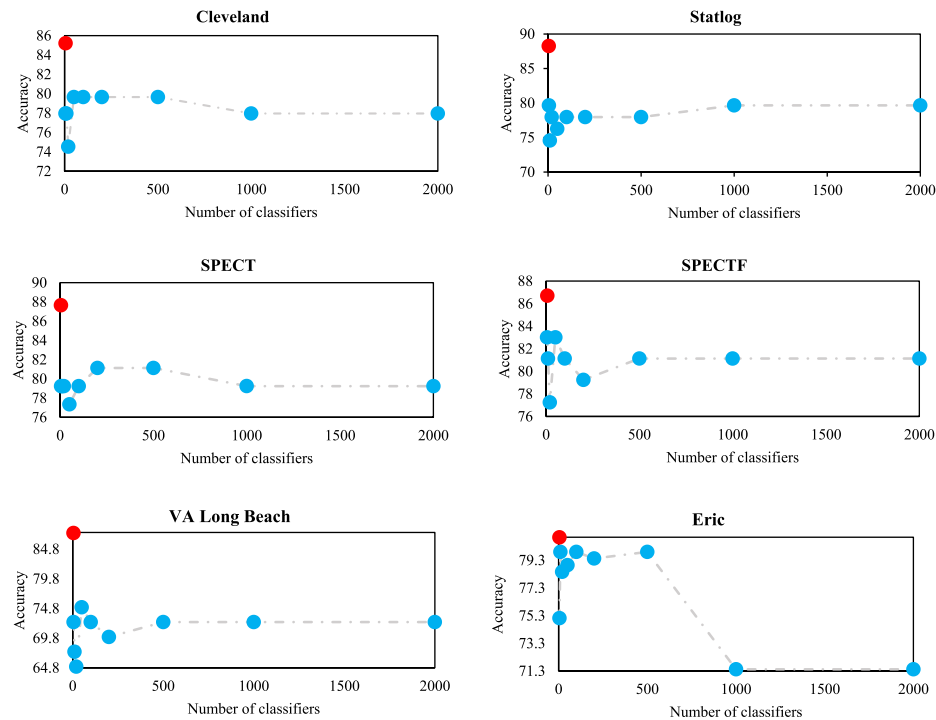 Cleveland
86
84
82
80
78
76
74
72
Accuracy
0 500 1000 1500 2000
Number of classifiers
Statlog
90
85
80
75
70
Accuracy
0 500 1000 1500 2000
Number of classifiers
SPECT
90
88
86
84
82
80
78
76
Accuracy
0 500 1000 1500 2000
Number of classifiers
SPECTF
88
86
84
82
80
78
76
Accuracy
0 500 1000 1500 2000
Number of classifiers
VA Long Beach
84.8
79.8
74.8
69.8
64.8
Accuracy
0 500 1000 1500 2000
Number of classifiers
Eric
79.3
77.3
75.3
73.3
71.3
Accuracy
0 500 1000 1500 2000
Number of classifiers